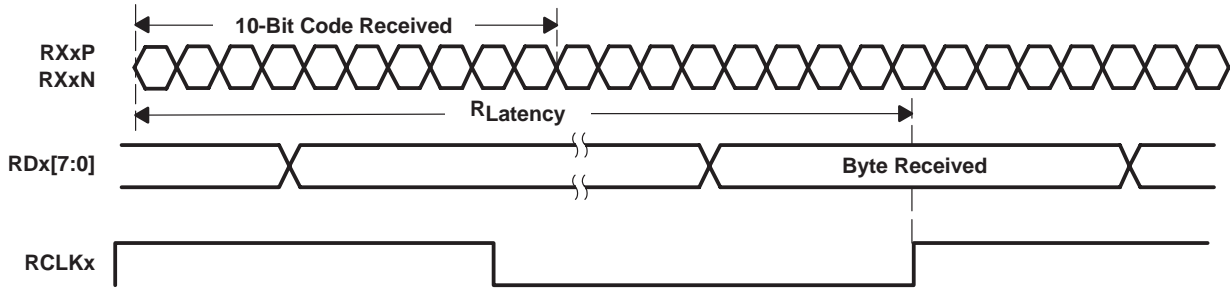 10-Bit Code Received
RXxP
RXxN
RLatency
RDx[7:0]
Byte Received
RCLKx